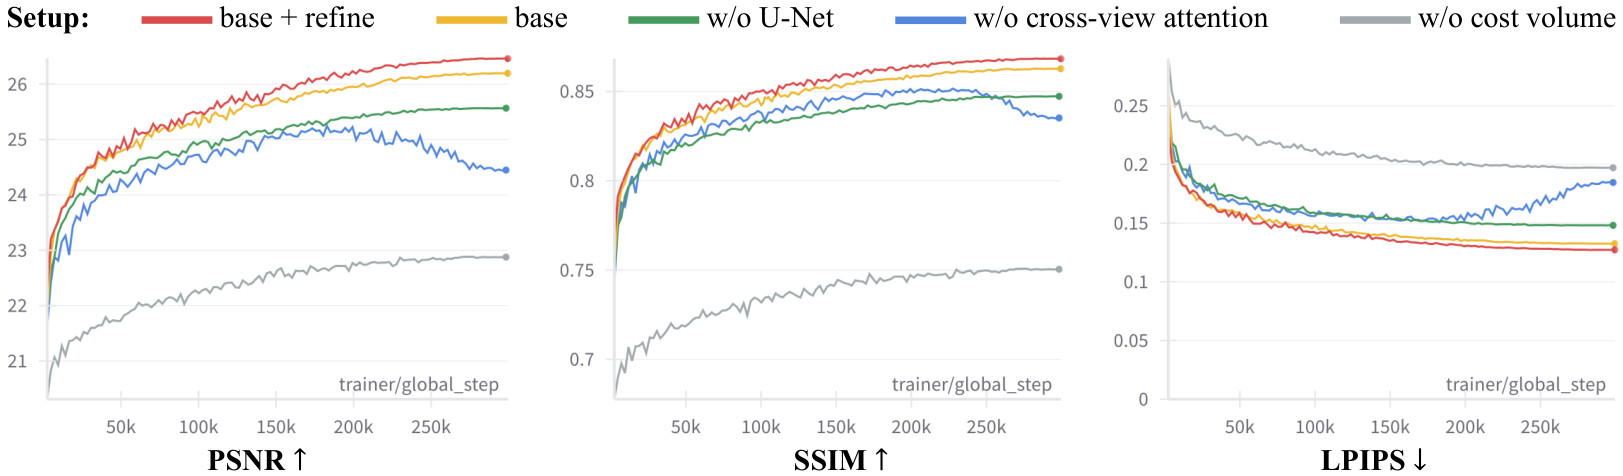 Setup: base + refine base w/o U-Net w/o cross-view attention w/o cost volume
26
25
24
23
22
21
trainer/global_step
50k 100k 150k 200k 250k
PSNR ↑
0.85
0.8
0.75
0.7
trainer/global_step
50k 100k 150k 200k 250k
SSIM ↑
0.25
0.2
0.15
0.1
0.05
0
trainer/global_step
50k 100k 150k 200k 250k
LPIPS ↓